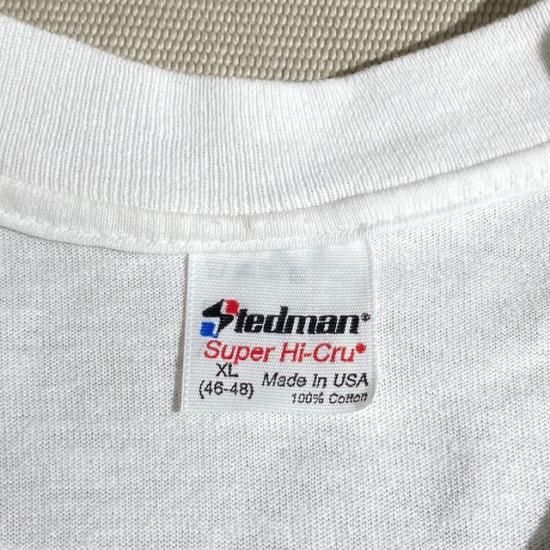 Stedman®
Super Hi-Cru®
XL
(46-48)
Made In USA
100% Cotton